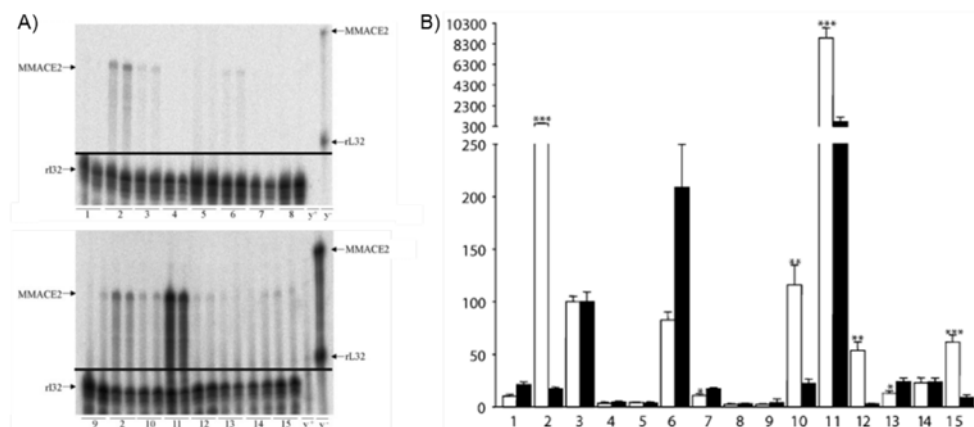 A)
MMACE2
MMACE2
rL32
rI32
1 2 3 4 5 6 7 8 y⁺ y⁻
MMACE2
MMACE2
rL32
rI32
9 2 10 11 12 13 14 15 y⁺ y⁻
B)
10300
8300
6300
4300
2300
300
250
200
150
100
50
0
***
***
*
**
**
*
***
1 2 3 4 5 6 7 8 9 10 11 12 13 14 15